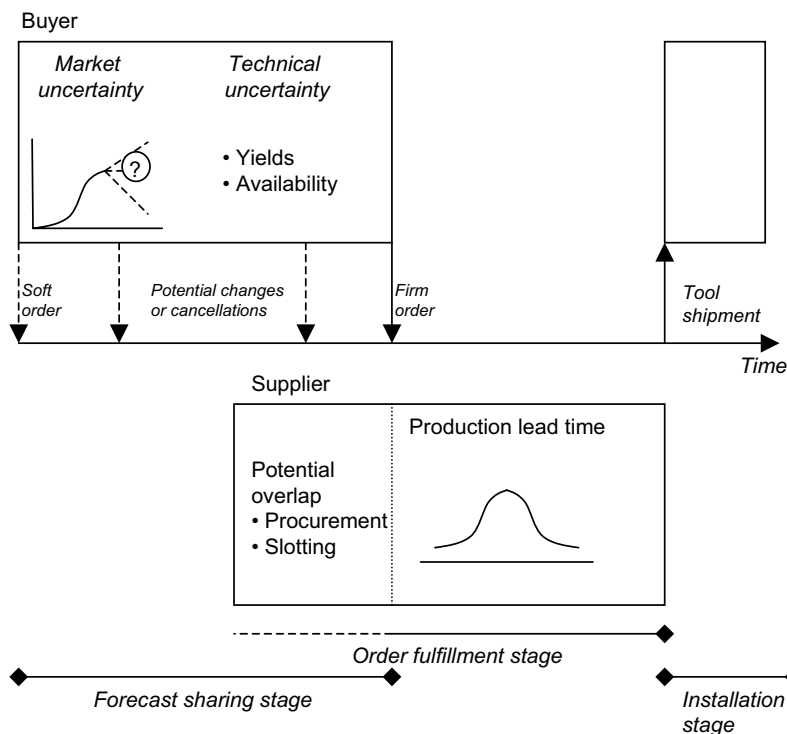 Buyer
Market
uncertainty
Technical
uncertainty
?
• Yields
• Availability
Soft
order
Potential changes
or cancellations
Firm
order
Tool
shipment
Time
Supplier
Production lead time
Potential
overlap
• Procurement
• Slotting
Order fulfillment stage
Forecast sharing stage
Installation
stage